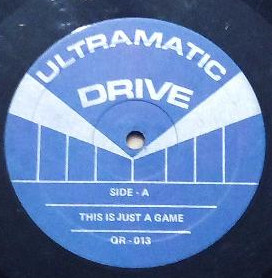 ULTRAMATIC
DRIVE
SIDE - A
THIS IS JUST A GAME
QR - 013